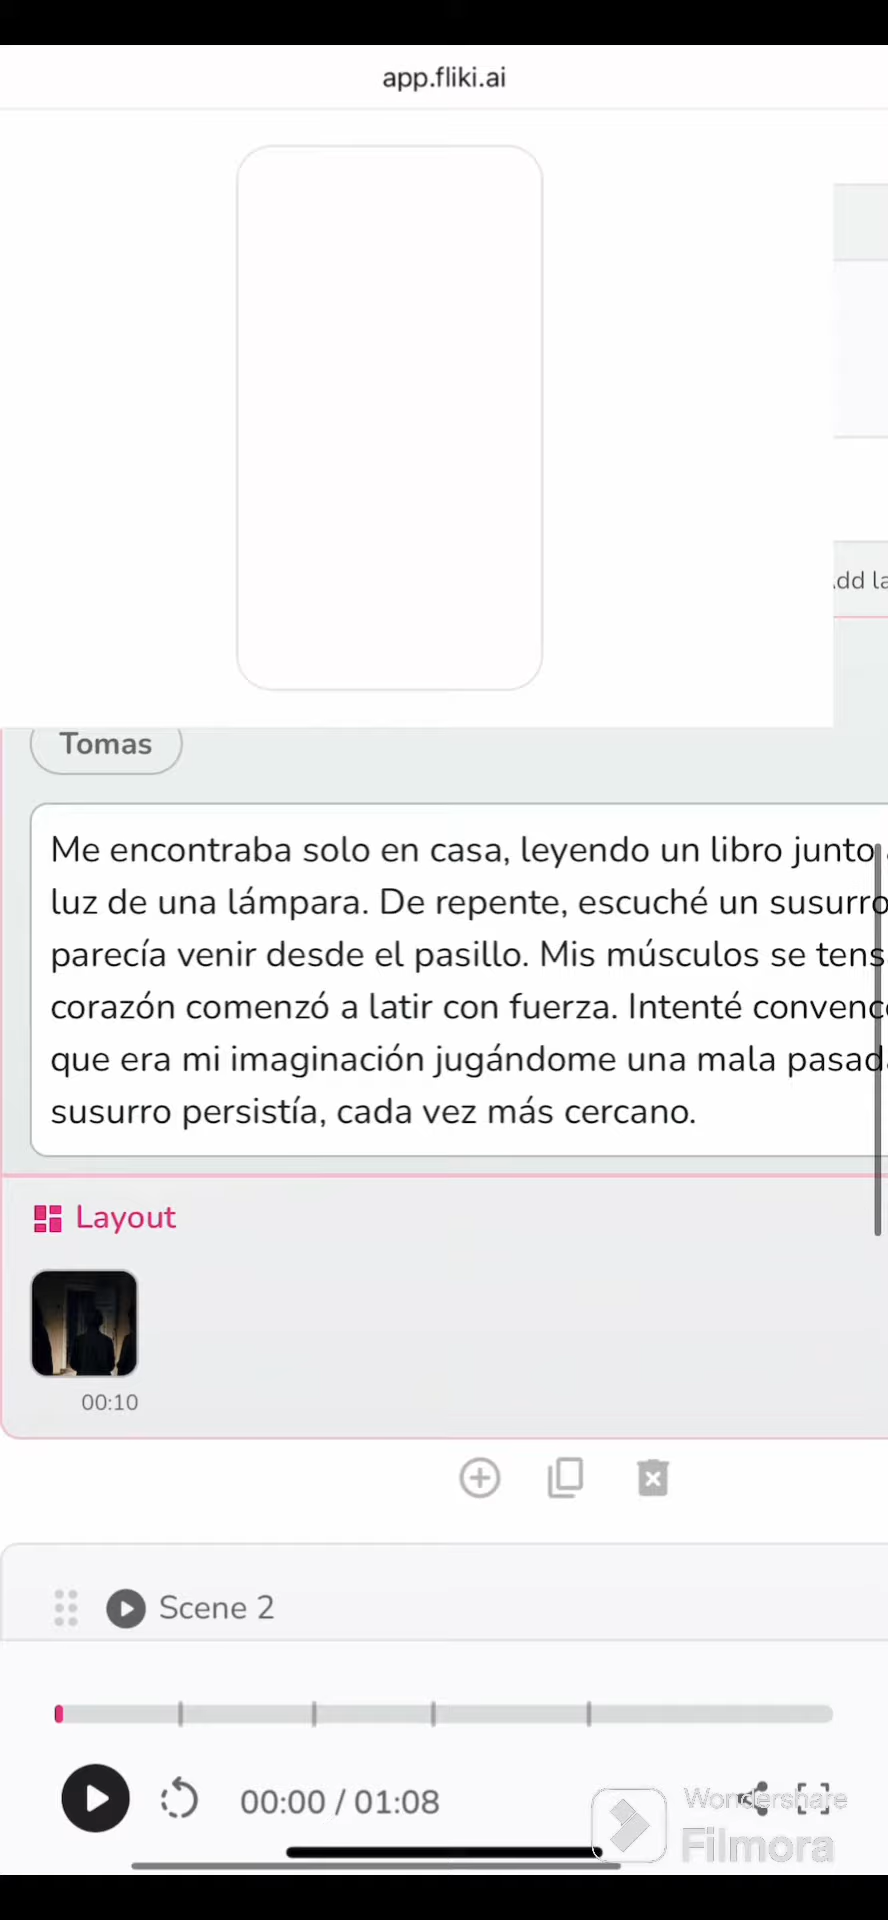 app.fliki.ai
dd la
Tomas
Me encontraba solo en casa, leyendo un libro junto
luz de una lámpara. De repente, escuché un susurro
parecía venir desde el pasillo. Mis músculos se tens
corazón comenzó a latir con fuerza. Intenté convenc
que era mi imaginación jugándome una mala pasad
susurro persistía, cada vez más cercano.
Layout
00:10
Scene 2
00:00 / 01:08
Wondershare
Filmora